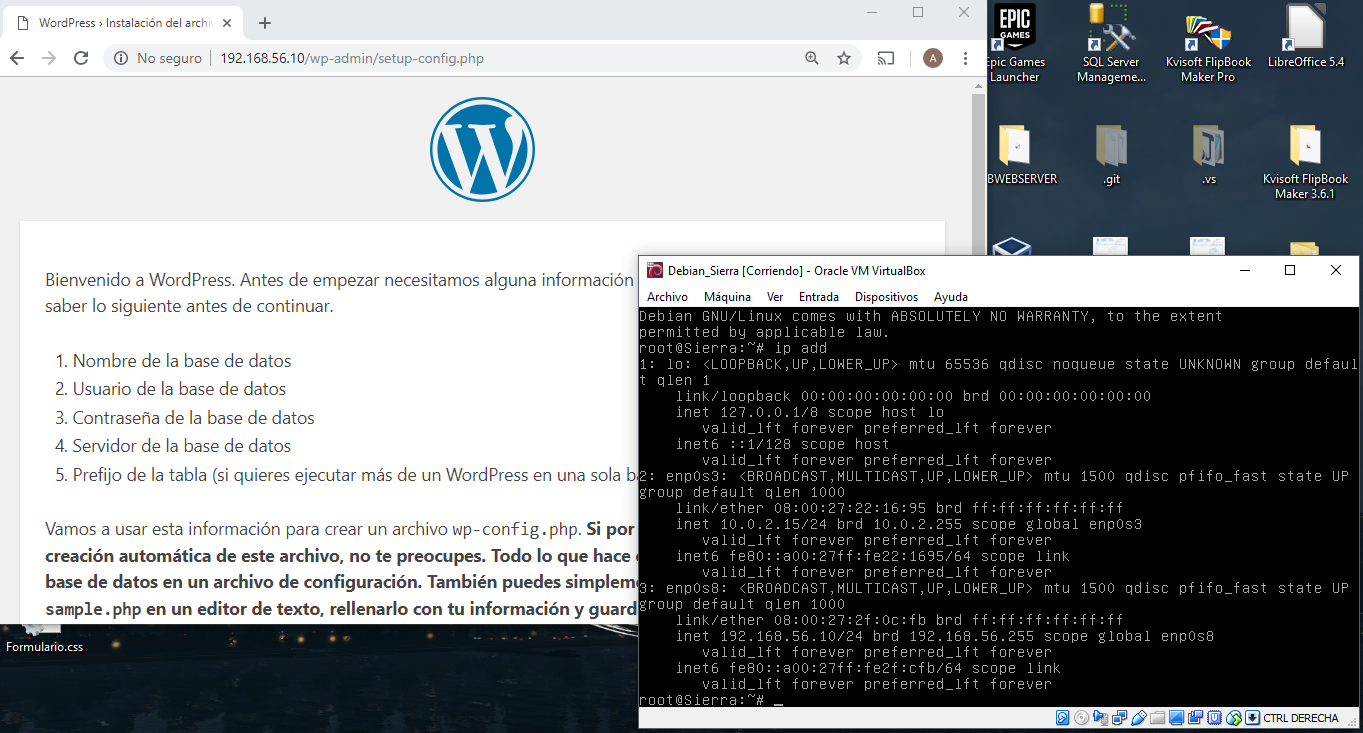 WordPress › Instalación del archi
No seguro
192.168.56.10/wp-admin/setup-config.php
A
Bienvenido a WordPress. Antes de empezar necesitamos alguna información
saber lo siguiente antes de continuar.
1. Nombre de la base de datos
2. Usuario de la base de datos
3. Contraseña de la base de datos
4. Servidor de la base de datos
5. Prefijo de la tabla (si quieres ejecutar más de un WordPress en una sola b
Vamos a usar esta información para crear un archivo wp-config.php. Si por
creación automática de este archivo, no te preocupes. Todo lo que hace
base de datos en un archivo de configuración. También puedes simplem
sample.php en un editor de texto, rellenarlo con tu información y guard
Formulario.css
EPIC
GAMES
Epic Games
Launcher
SQL Server
Manageme...
Kvisoft FlipBook
Maker Pro
LibreOffice 5.4
BWEBSERVER
.git
.vs
Kvisoft FlipBook
Maker 3.6.1
Debian_Sierra [Corriendo] - Oracle VM VirtualBox
Archivo Máquina Ver Entrada Dispositivos Ayuda
Debian GNU/Linux comes with ABSOLUTELY NO WARRANTY, to the extent
permitted by applicable law.
root@Sierra:~# ip add
1: lo: <LOOPBACK,UP,LOWER_UP> mtu 65536 qdisc noqueue state UNKNOWN group defaul
t qlen 1
link/loopback 00:00:00:00:00:00 brd 00:00:00:00:00:00
inet 127.0.0.1/8 scope host lo
valid_lft forever preferred_lft forever
inet6 ::1/128 scope host
valid_lft forever preferred_lft forever
2: enp0s3: <BROADCAST,MULTICAST,UP,LOWER_UP> mtu 1500 qdisc pfifo_fast state UP
group default qlen 1000
link/ether 08:00:27:22:16:95 brd ff:ff:ff:ff:ff:ff
inet 10.0.2.15/24 brd 10.0.2.255 scope global enp0s3
valid_lft forever preferred_lft forever
inet6 fe80::a00:27ff:fe22:1695/64 scope link
valid_lft forever preferred_lft forever
3: enp0s8: <BROADCAST,MULTICAST,UP,LOWER_UP> mtu 1500 qdisc pfifo_fast state UP
group default qlen 1000
link/ether 08:00:27:2f:0c:fb brd ff:ff:ff:ff:ff:ff
inet 192.168.56.10/24 brd 192.168.56.255 scope global enp0s8
valid_lft forever preferred_lft forever
inet6 fe80::a00:27ff:fe2f:cfb/64 scope link
valid_lft forever preferred_lft forever
root@Sierra:~# _
CTRL DERECHA